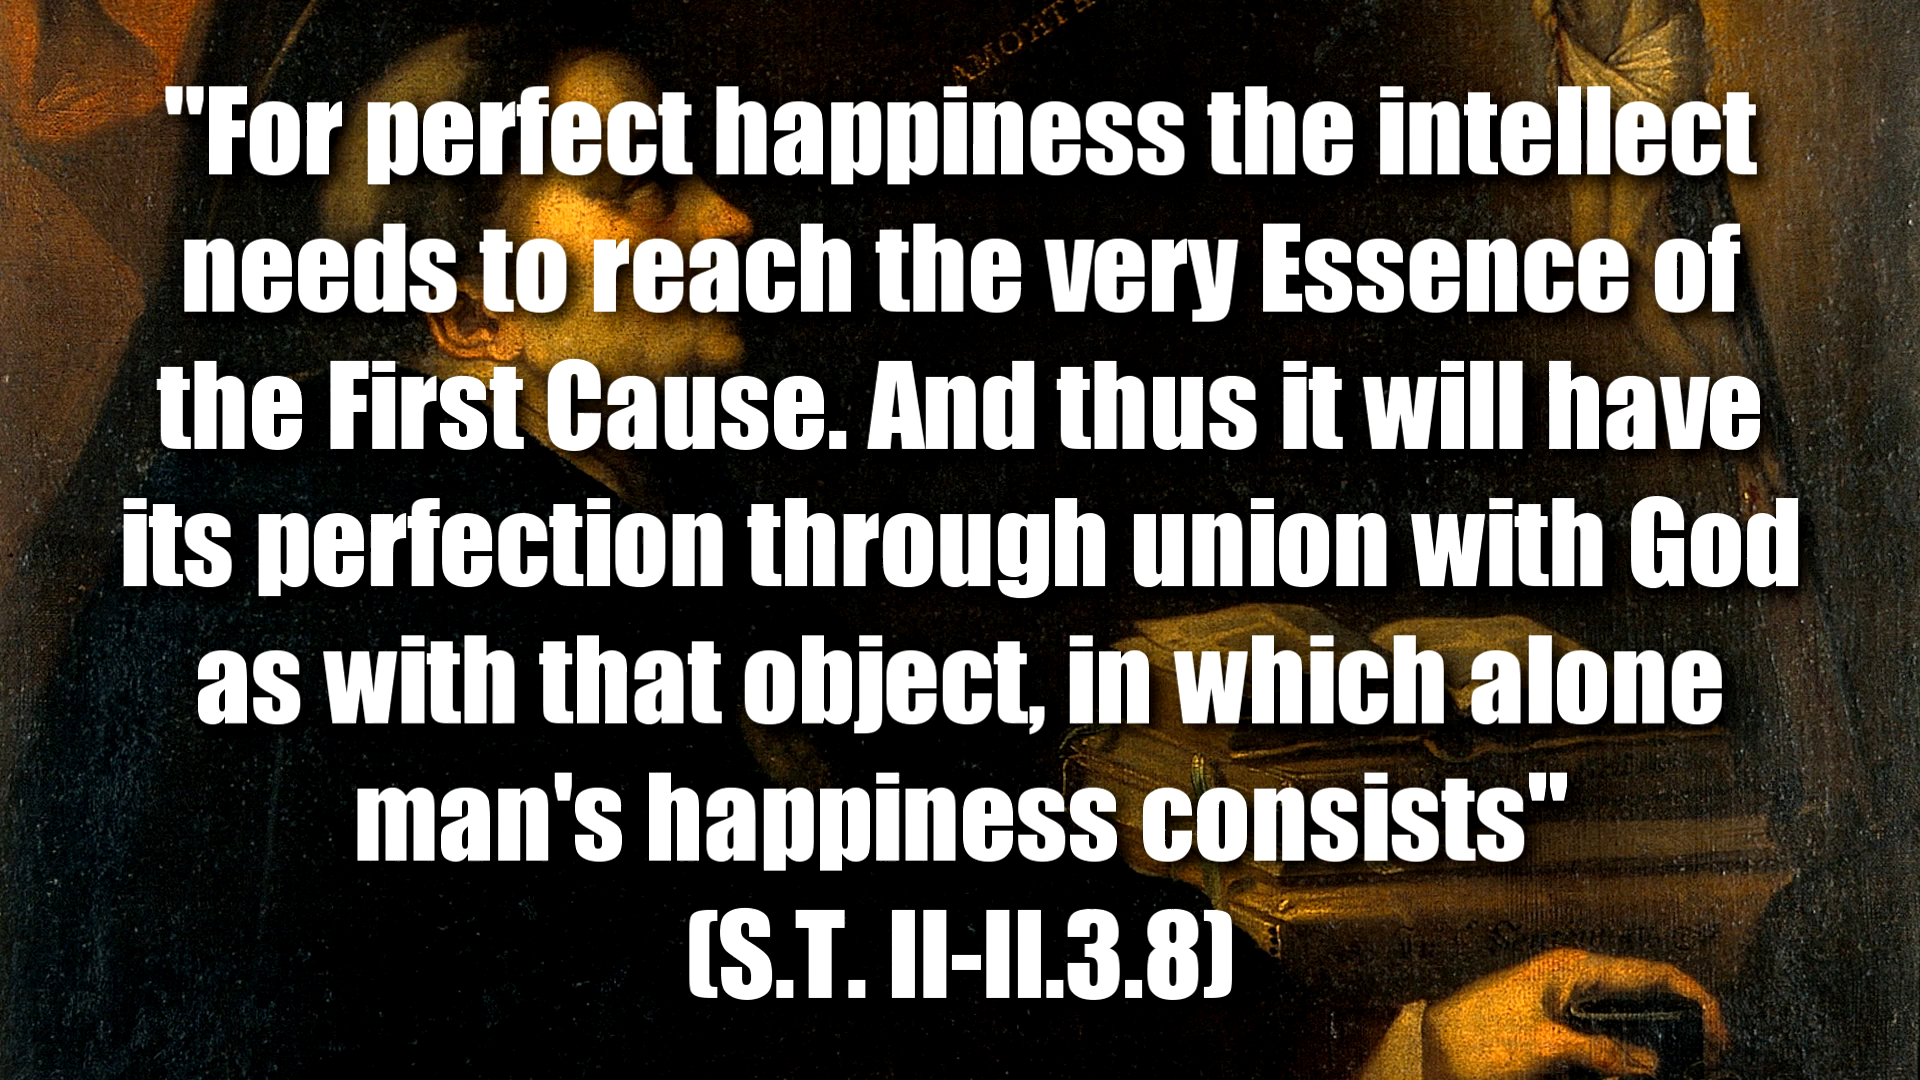 "For perfect happiness the intellect
needs to reach the very Essence of
the First Cause. And thus it will have
its perfection through union with God
as with that object, in which alone
man's happiness consists"
(S.T. II-II.3.8)